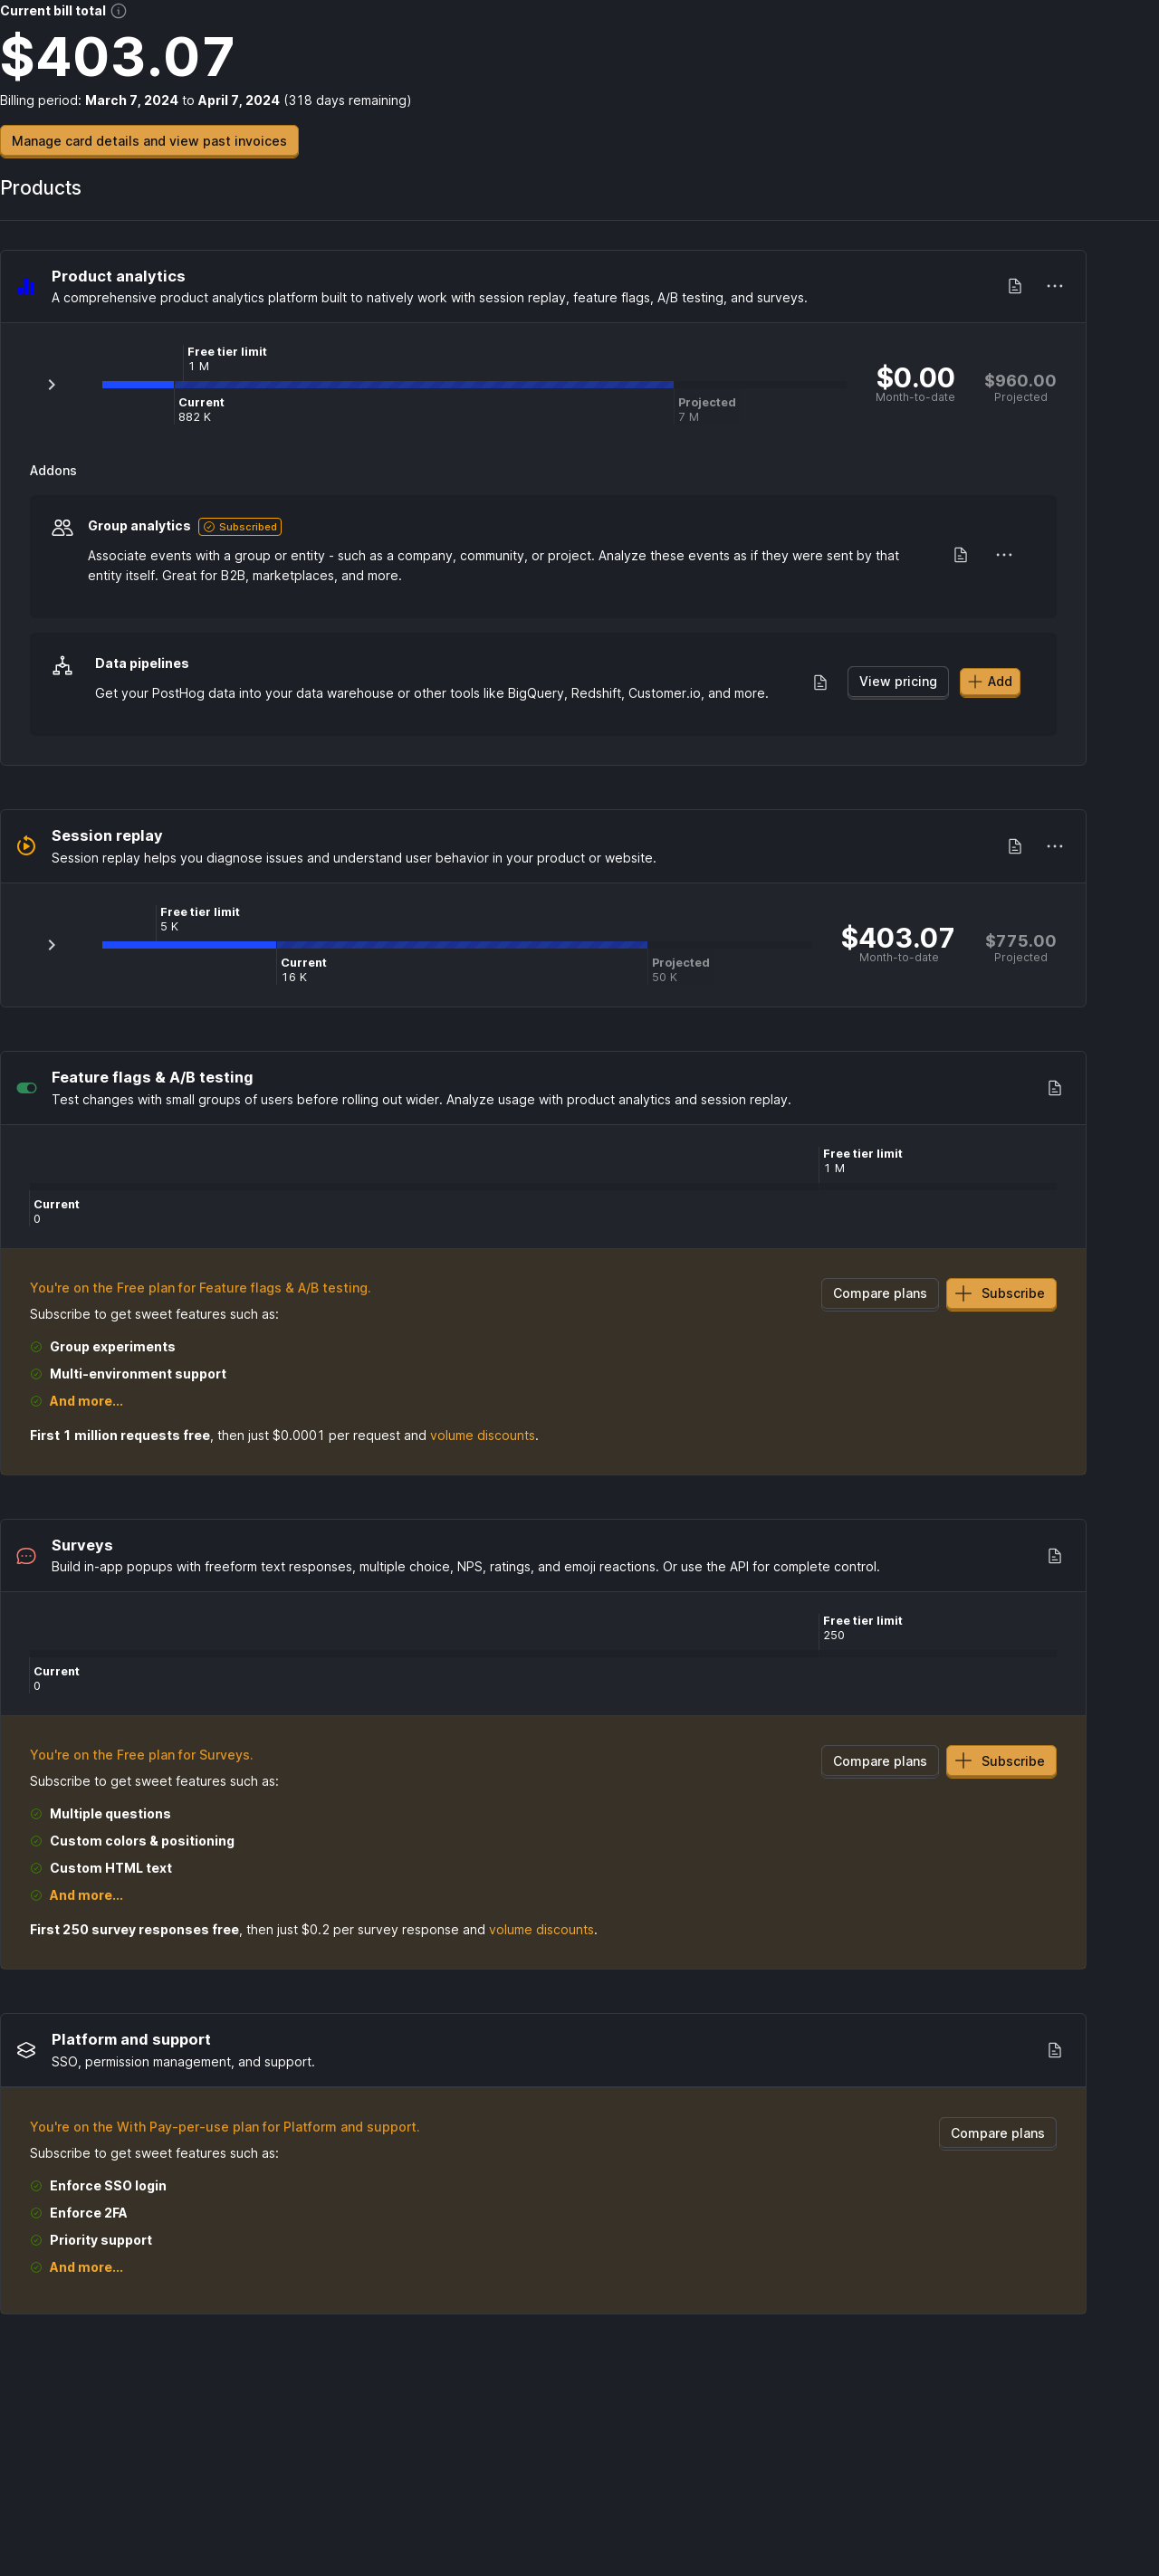 Current bill total
$403.07
Billing period: March 7, 2024 to April 7, 2024 (318 days remaining)
Manage card details and view past invoices
Products
Product analytics
A comprehensive product analytics platform built to natively work with session replay, feature flags, A/B testing, and surveys.
Free tier limit
1 M
Current
882 K
Projected
7 M
$0.00
Month-to-date
$960.00
Projected
Addons
Group analytics Subscribed
Associate events with a group or entity - such as a company, community, or project. Analyze these events as if they were sent by that
entity itself. Great for B2B, marketplaces, and more.
Data pipelines
Get your PostHog data into your data warehouse or other tools like BigQuery, Redshift, Customer.io, and more.
View pricing
Add
Session replay
Session replay helps you diagnose issues and understand user behavior in your product or website.
Free tier limit
5 K
Current
16 K
Projected
50 K
$403.07
Month-to-date
$775.00
Projected
Feature flags & A/B testing
Test changes with small groups of users before rolling out wider. Analyze usage with product analytics and session replay.
Free tier limit
1 M
Current
0
You're on the Free plan for Feature flags & A/B testing.
Compare plans
Subscribe
Subscribe to get sweet features such as:
Group experiments
Multi-environment support
And more...
First 1 million requests free, then just $0.0001 per request and volume discounts.
Surveys
Build in-app popups with freeform text responses, multiple choice, NPS, ratings, and emoji reactions. Or use the API for complete control.
Free tier limit
250
Current
0
You're on the Free plan for Surveys.
Compare plans
Subscribe
Subscribe to get sweet features such as:
Multiple questions
Custom colors & positioning
Custom HTML text
And more...
First 250 survey responses free, then just $0.2 per survey response and volume discounts.
Platform and support
SSO, permission management, and support.
You're on the With Pay-per-use plan for Platform and support.
Compare plans
Subscribe to get sweet features such as:
Enforce SSO login
Enforce 2FA
Priority support
And more...